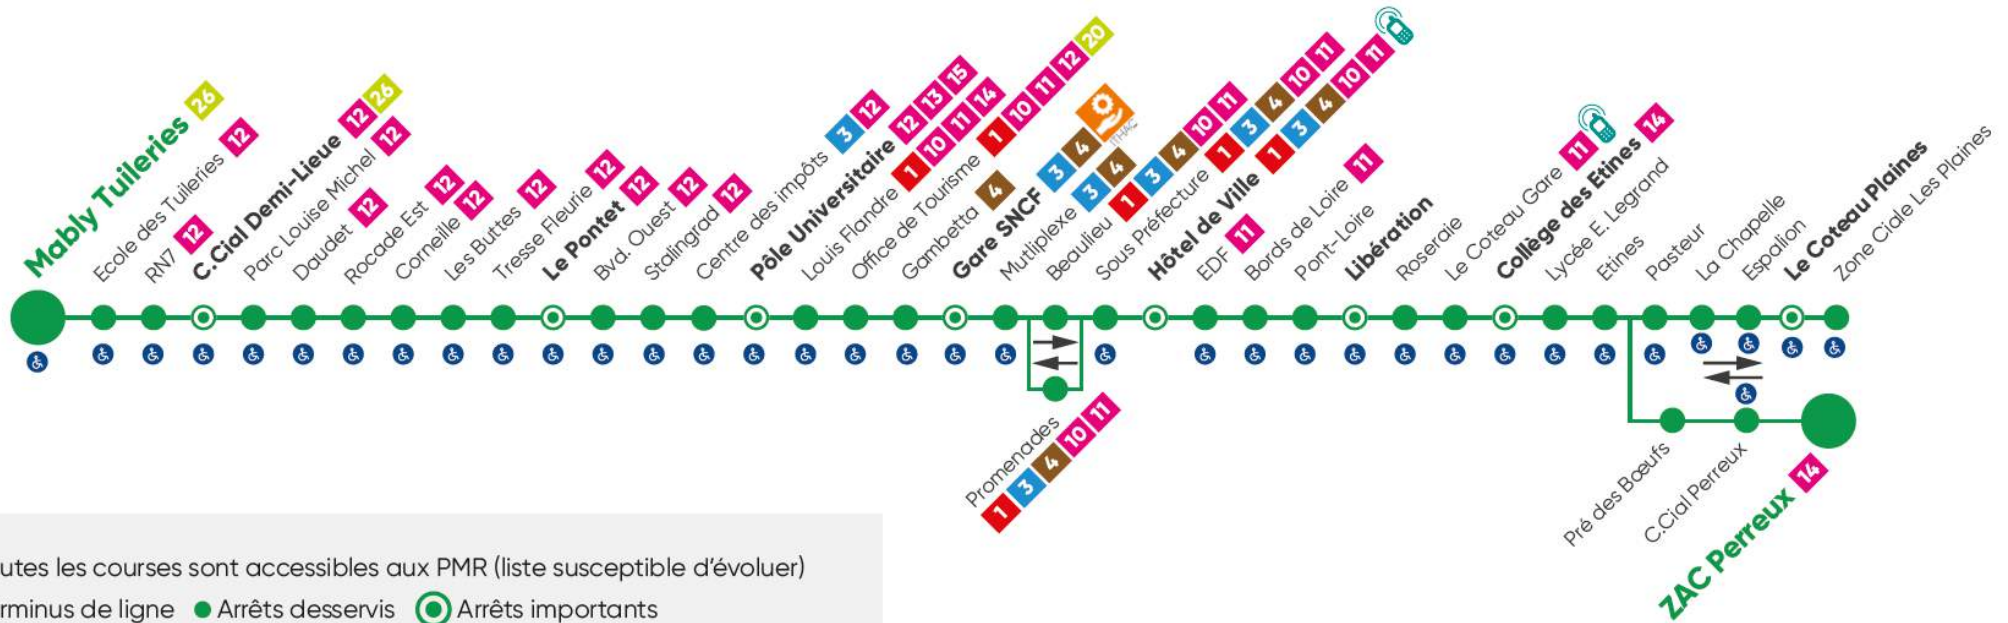 Mably Tuileries 26
Ecole des Tuileries 12
RN7 12
C.Cial Demi-Lieue 12 26
Parc Louise Michel 12
Daudet 12
Rocade Est 12
Corneille 12
Les Buttes 12
Tresse Fleurie 12
Le Pontet 12
Bvd. Ouest 12
Stalingrad 12
Centre des impôts 3 12
Pôle Universitaire 12 13 15
Louis Flandre 1 10 11 14
Office de Tourisme 1 10 11 12 20
Gambetta 4
Gare SNCF 3 4 ITHAC
Mutliplexe 3 4
Beaulieu 1 3 4 10 11
Sous Préfecture 1 3 4 10 11
Hôtel de Ville 1 3 4 10 11
EDF 11
Bords de Loire 11
Pont-Loire
Libération
Roseraie
Le Coteau Gare 11
Collège des Etines 14
Lycée E. Legrand
Etines
Pasteur
La Chapelle
Espalion
Le Coteau Plaines
Zone Ciale Les Plaines
Promenades
1 3 4 10 11
Pré des Bœufs
C.Cial Perreux
ZAC Perreux 14
utes les courses sont accessibles aux PMR (liste susceptible d'évoluer)
rminus de ligne Arrêts desservis Arrêts importants